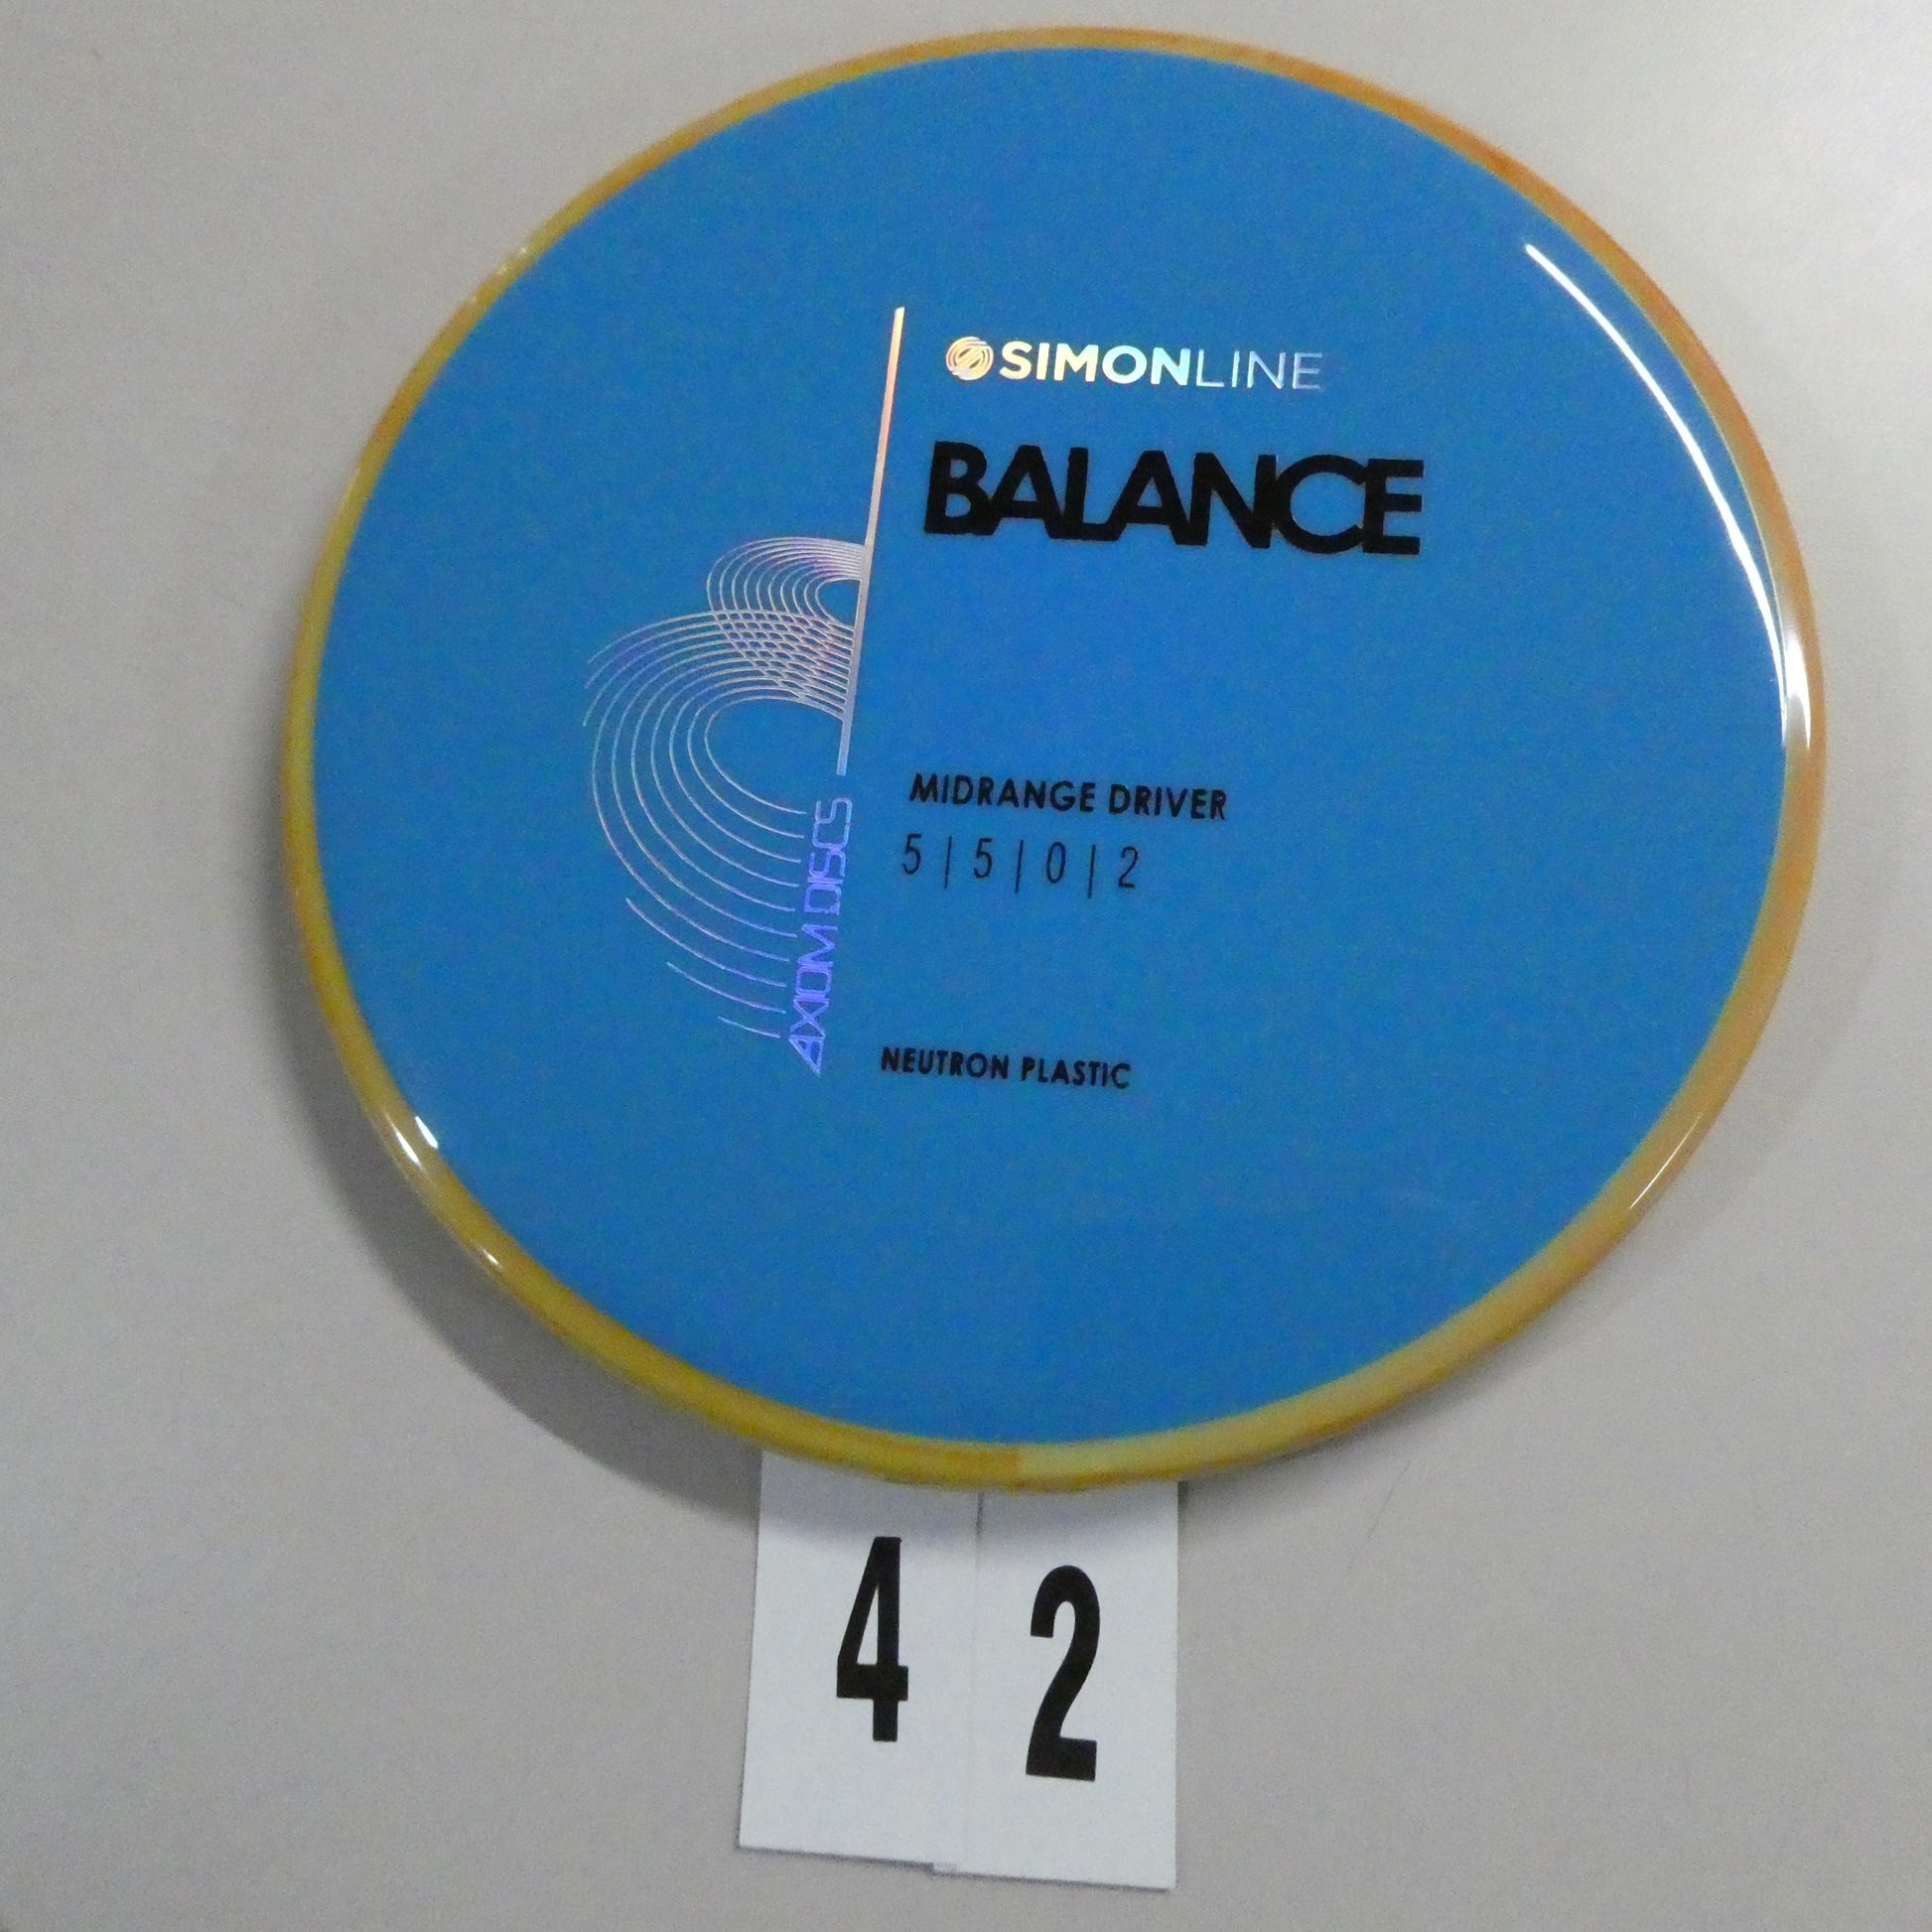 SIMONLINE
BALANCE
MIDRANGE DRIVER
5 | 5 | 0 | 2
AXIOM DISCS
NEUTRON PLASTIC
4 2